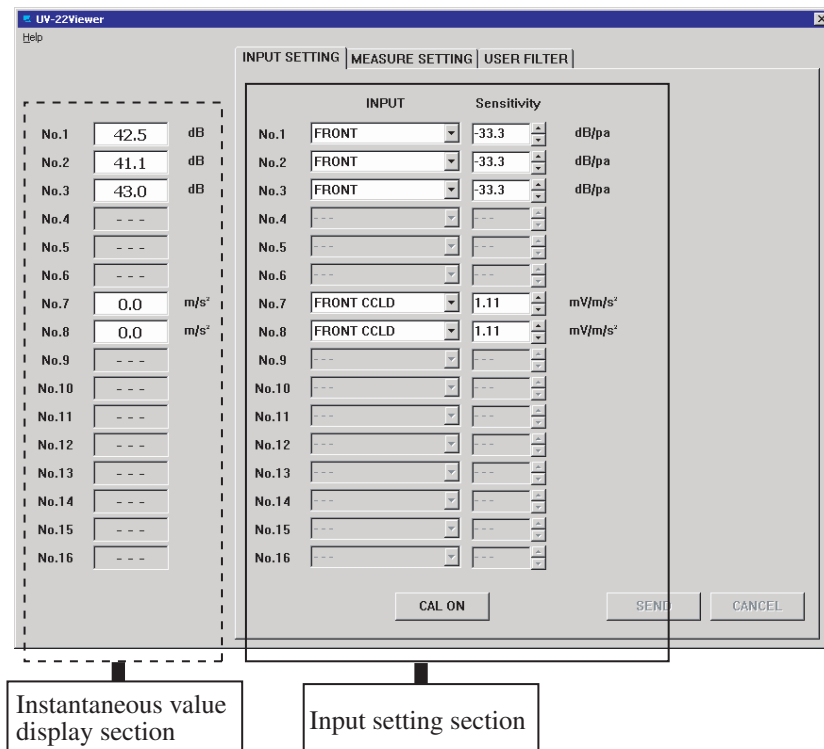 UV-22Viewer
Help
INPUT SETTING MEASURE SETTING USER FILTER
INPUT Sensitivity
No.1 42.5 dB No.1 FRONT -33.3 dB/pa
No.2 41.1 dB No.2 FRONT -33.3 dB/pa
No.3 43.0 dB No.3 FRONT -33.3 dB/pa
No.4 - - - No.4 - - - - - -
No.5 - - - No.5 - - - - - -
No.6 - - - No.6 - - - - - -
No.7 0.0 m/s² No.7 FRONT CCLD 1.11 mV/m/s²
No.8 0.0 m/s² No.8 FRONT CCLD 1.11 mV/m/s²
No.9 - - - No.9 - - - - - -
No.10 - - - No.10 - - - - - -
No.11 - - - No.11 - - - - - -
No.12 - - - No.12 - - - - - -
No.13 - - - No.13 - - - - - -
No.14 - - - No.14 - - - - - -
No.15 - - - No.15 - - - - - -
No.16 - - - No.16 - - - - - -
CAL ON SEND CANCEL
Instantaneous value
display section
Input setting section